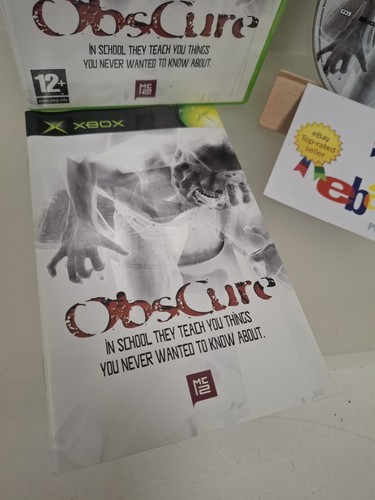 ObsCure
IN SCHOOL THEY TEACH YOU THINGS
YOU NEVER WANTED TO KNOW ABOUT.
12+
MC2
XBOX
ObsCure
IN SCHOOL THEY TEACH YOU THINGS
YOU NEVER WANTED TO KNOW ABOUT.
MC2
eBay
Top-rated
seller